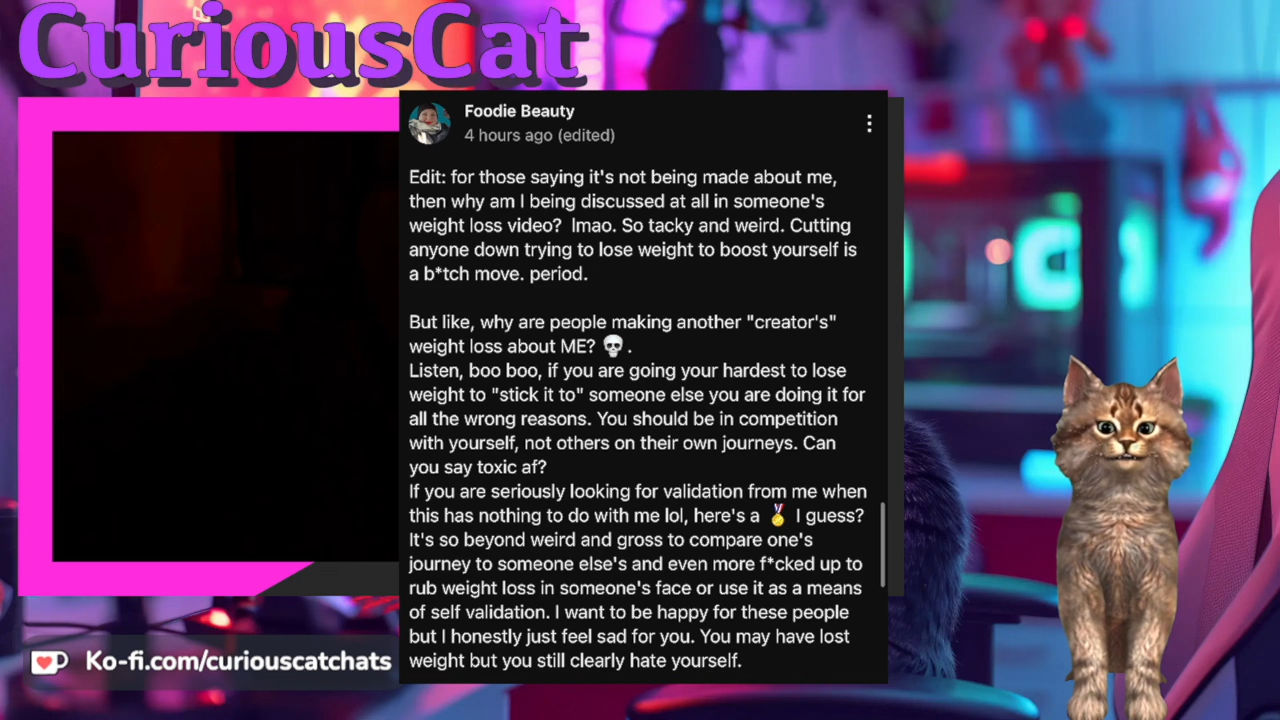 CuriousCat
Foodie Beauty
4 hours ago (edited)
Edit: for those saying it's not being made about me,
then why am I being discussed at all in someone's
weight loss video?  lmao. So tacky and weird. Cutting
anyone down trying to lose weight to boost yourself is
a b*tch move. period.
But like, why are people making another "creator's"
weight loss about ME? 💀.
Listen, boo boo, if you are going your hardest to lose
weight to "stick it to" someone else you are doing it for
all the wrong reasons. You should be in competition
with yourself, not others on their own journeys. Can
you say toxic af?
If you are seriously looking for validation from me when
this has nothing to do with me lol, here's a 🏅 I guess?
It's so beyond weird and gross to compare one's
journey to someone else's and even more f*cked up to
rub weight loss in someone's face or use it as a means
of self validation. I want to be happy for these people
but I honestly just feel sad for you. You may have lost
weight but you still clearly hate yourself.
Ko-fi.com/curiouscatchats